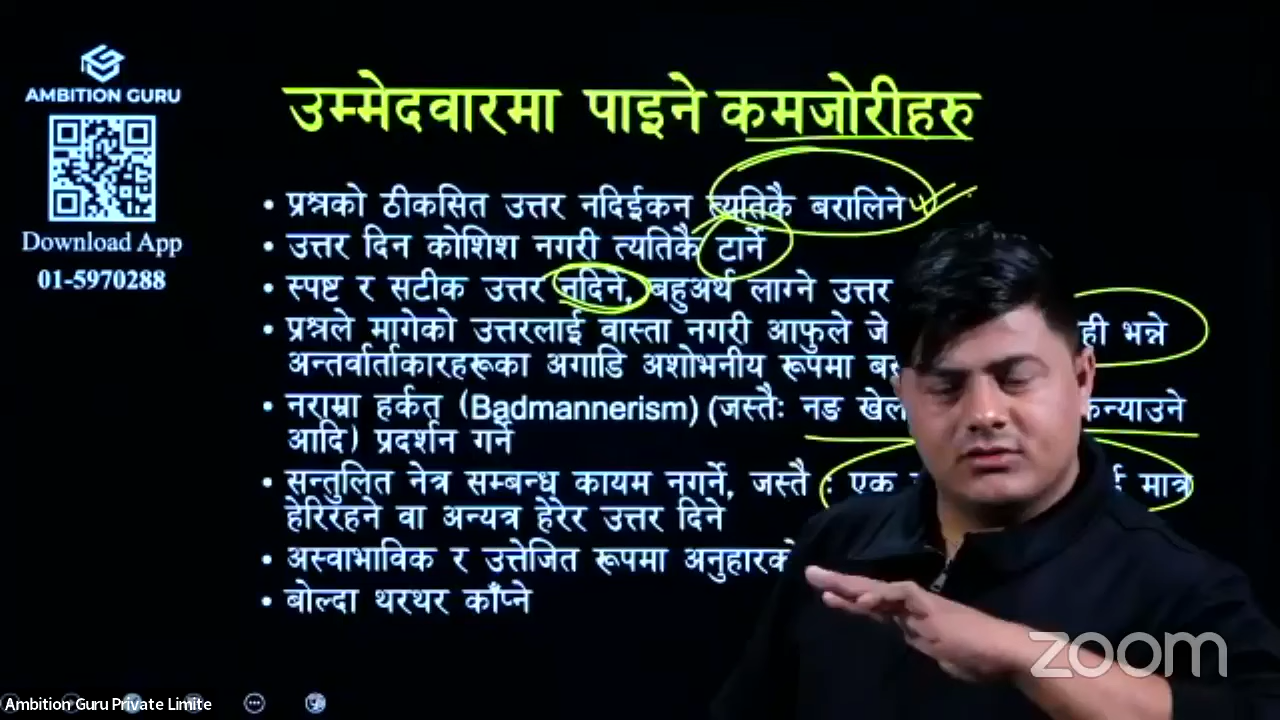 AMBITION GURU
Download App
01-5970288
उम्मेदवारमा पाइने कमजोरीहरु
• प्रश्नको ठीकसित उत्तर नदिईकन त्यतिकै बरालिने
• उत्तर दिन कोशिश नगरी त्यतिकै टार्ने
• स्पष्ट र सटीक उत्तर नदिने, बहुअर्थ लाग्ने उत्तर
• प्रश्नले मागेको उत्तरलाई वास्ता नगरी आफुले जे ही भन्ने
अन्तर्वार्ताकारहरूका अगाडि अशोभनीय रूपमा
• नराम्रा हर्कत (Badmannerism) (जस्तैः नङ कन्याउने
आदि) प्रदर्शन गर्ने
• सन्तुलित नेत्र सम्बन्ध कायम नगर्ने, जस्तै : एक मात्र
हेरिरहने वा अन्यत्र हेरेर उत्तर दिने
• अस्वाभाविक र उत्तेजित रूपमा
• बोल्दा थरथर काँप्ने
zoom
Ambition Guru Private Limite